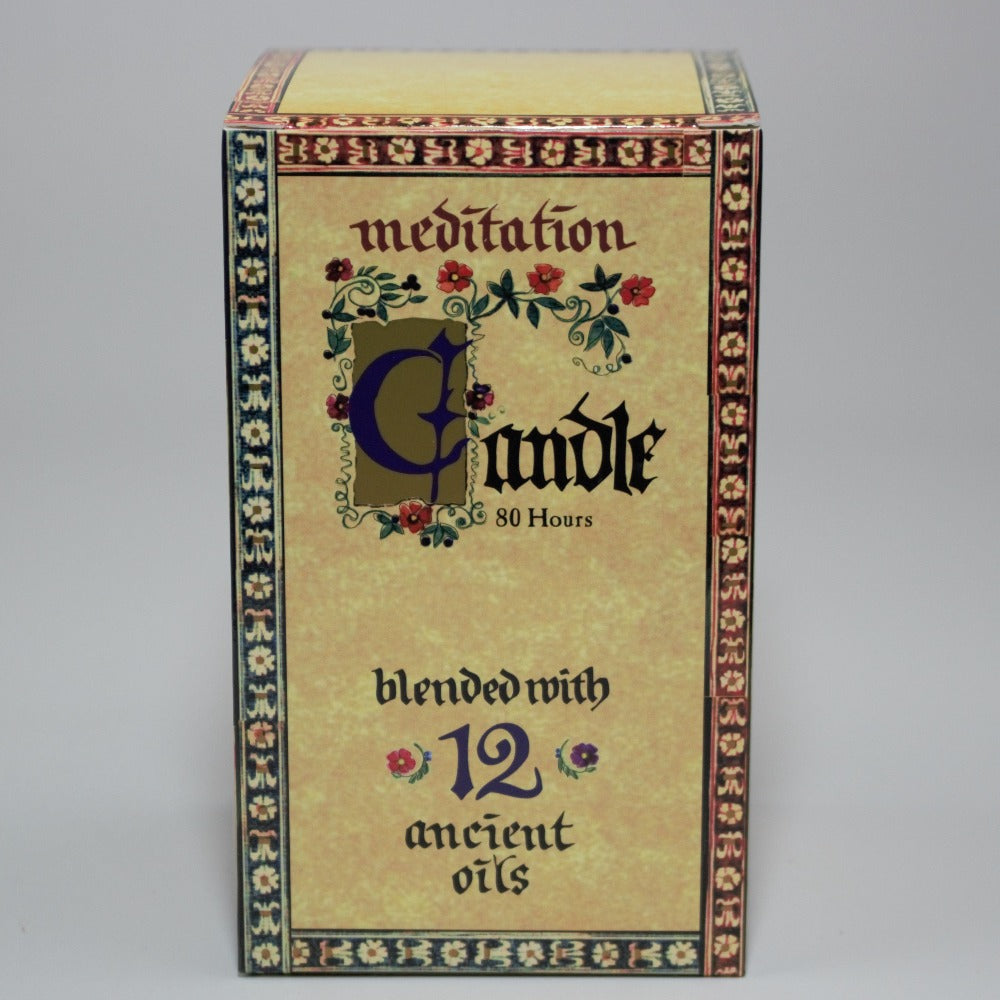 meditation
Candle
80 Hours
blended with
12
ancient
oils